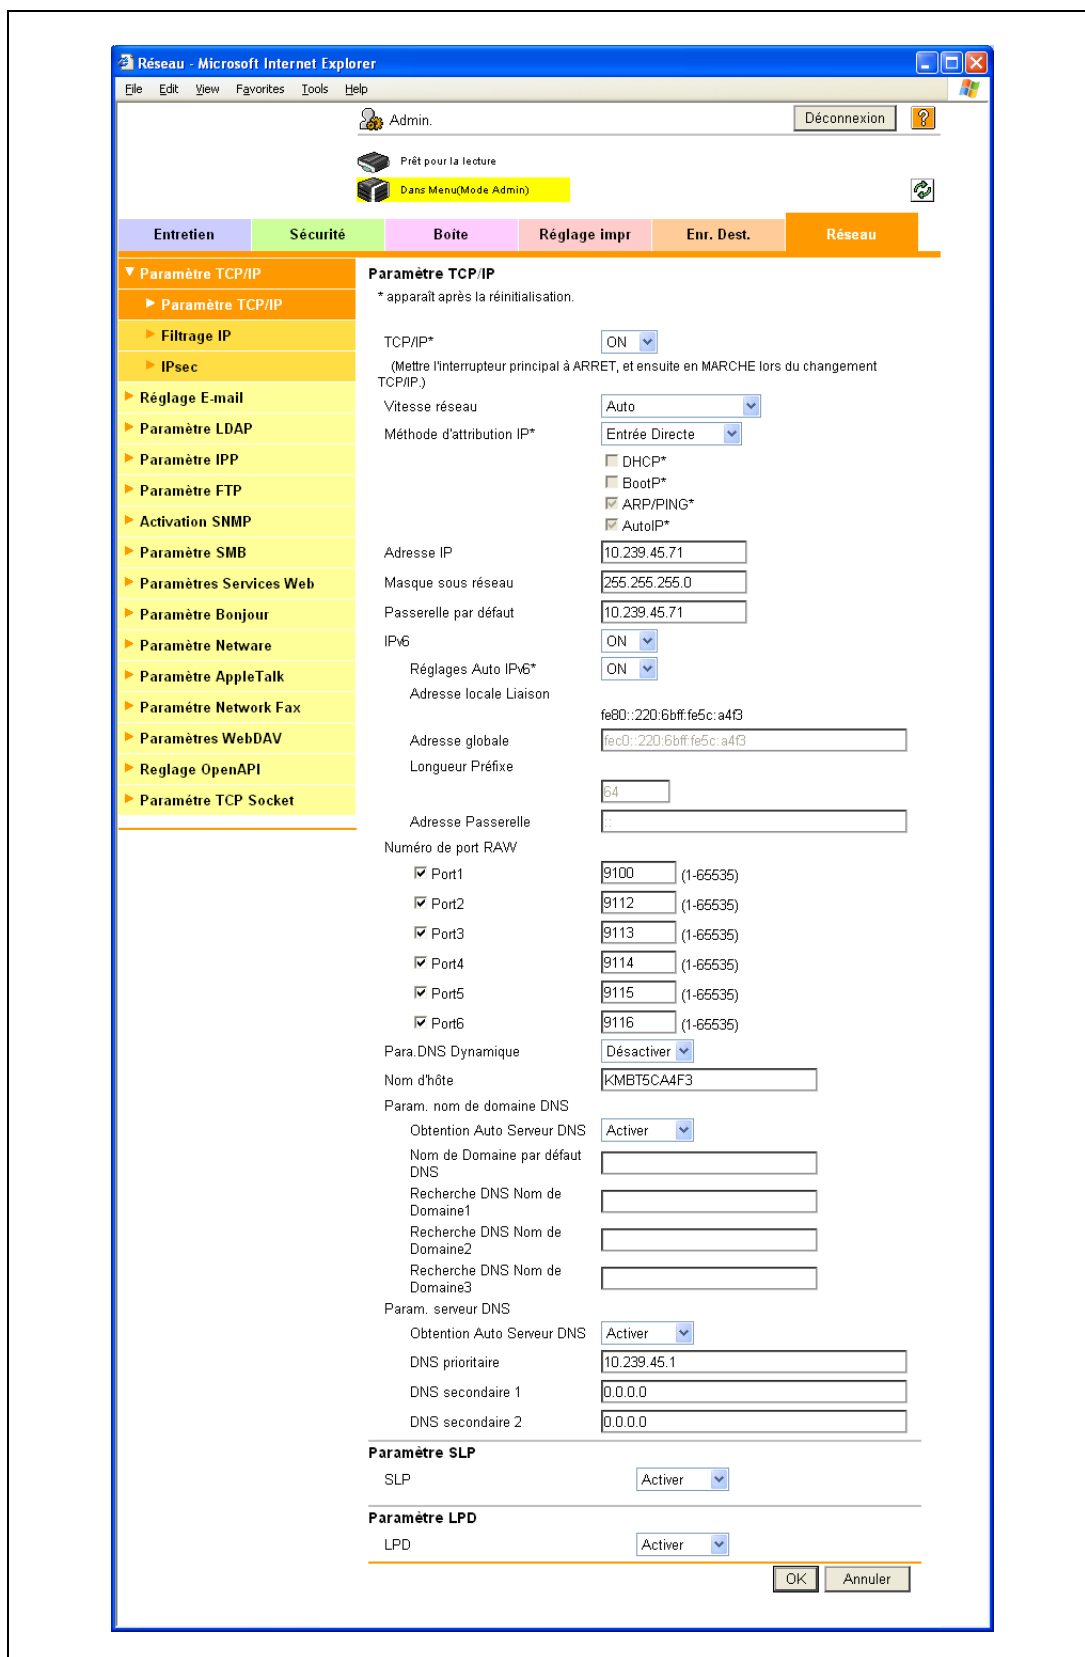 Réseau - Microsoft Internet Explorer
File Edit View Favorites Tools Help
Admin.
Déconnexion
?
Prêt pour la lecture
Dans Menu(Mode Admin)
Entretien Sécurité Boîte Réglage impr Enr. Dest. Réseau
Paramètre TCP/IP
Paramètre TCP/IP
Filtrage IP
IPsec
Réglage E-mail
Paramètre LDAP
Paramètre IPP
Paramètre FTP
Activation SNMP
Paramètre SMB
Paramètres Services Web
Paramètre Bonjour
Paramètre Netware
Paramètre AppleTalk
Paramétre Network Fax
Paramètres WebDAV
Reglage OpenAPI
Paramétre TCP Socket
Paramètre TCP/IP
* apparaît après la réinitialisation.
TCP/IP* ON
(Mettre l'interrupteur principal à ARRET, et ensuite en MARCHE lors du changement
TCP/IP.)
Vitesse réseau Auto
Méthode d'attribution IP* Entrée Directe
DHCP*
BootP*
ARP/PING*
AutoIP*
Adresse IP 10.239.45.71
Masque sous réseau 255.255.255.0
Passerelle par défaut 10.239.45.71
IPv6 ON
Réglages Auto IPv6* ON
Adresse locale Liaison
fe80::220:6bff:fe5c:a4f3
Adresse globale fec0::220:6bff:fe5c:a4f3
Longueur Préfixe
64
Adresse Passerelle ::
Numéro de port RAW
Port1 9100 (1-65535)
Port2 9112 (1-65535)
Port3 9113 (1-65535)
Port4 9114 (1-65535)
Port5 9115 (1-65535)
Port6 9116 (1-65535)
Para.DNS Dynamique Désactiver
Nom d'hôte KMBT5CA4F3
Param. nom de domaine DNS
Obtention Auto Serveur DNS Activer
Nom de Domaine par défaut
DNS
Recherche DNS Nom de
Domaine1
Recherche DNS Nom de
Domaine2
Recherche DNS Nom de
Domaine3
Param. serveur DNS
Obtention Auto Serveur DNS Activer
DNS prioritaire 10.239.45.1
DNS secondaire 1 0.0.0.0
DNS secondaire 2 0.0.0.0
Paramètre SLP
SLP Activer
Paramètre LPD
LPD Activer
OK Annuler